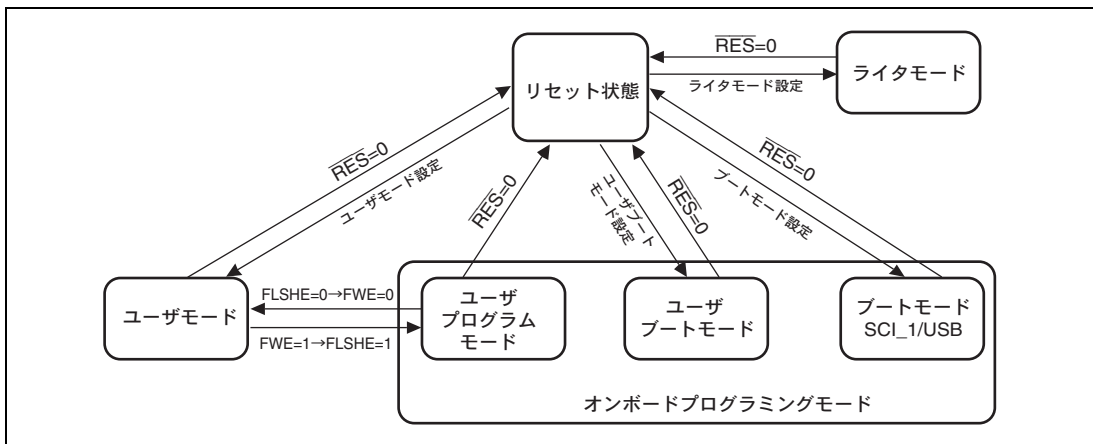 RES=0
ライタモード設定
ライタモード
リセット状態
RES=0
ユーザモード設定
RES=0
ユーザブート
モード設定
RES=0
RES=0
ブートモード設定
ユーザモード
FLSHE=0→FWE=0
FWE=1→FLSHE=1
ユーザ
プログラム
モード
ユーザ
ブートモード
ブートモード
SCI_1/USB
オンボードプログラミングモード